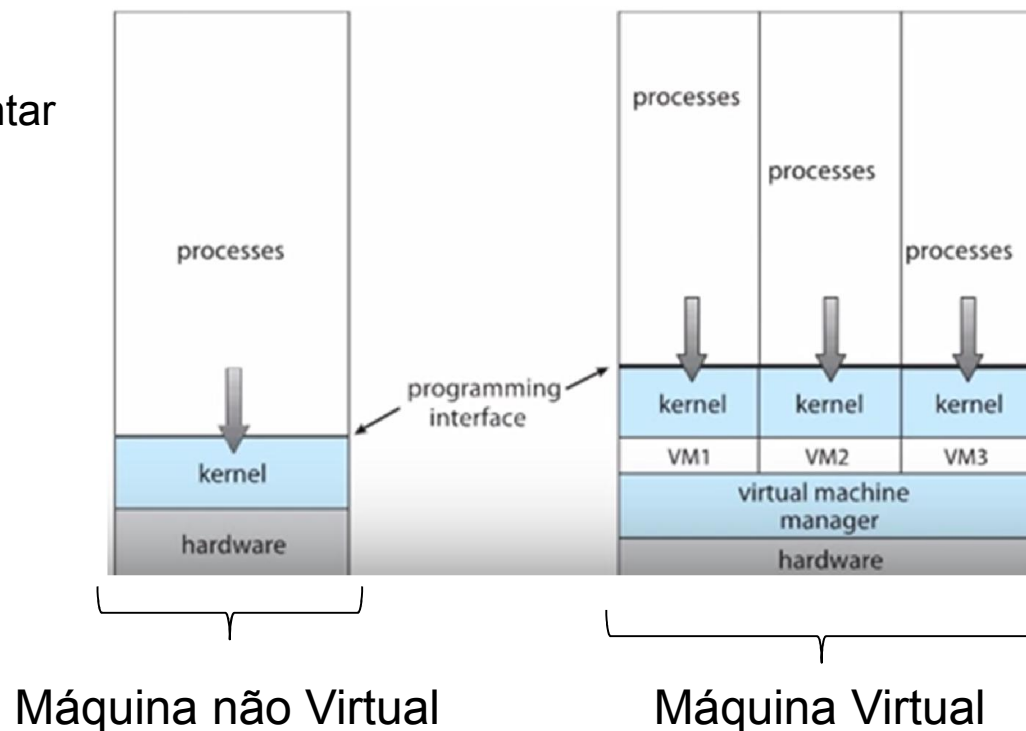 ntar
processes
kernel
hardware
programming
interface
processes
processes
processes
kernel
kernel
kernel
VM1
VM2
VM3
virtual machine
manager
hardware
Máquina não Virtual
Máquina Virtual